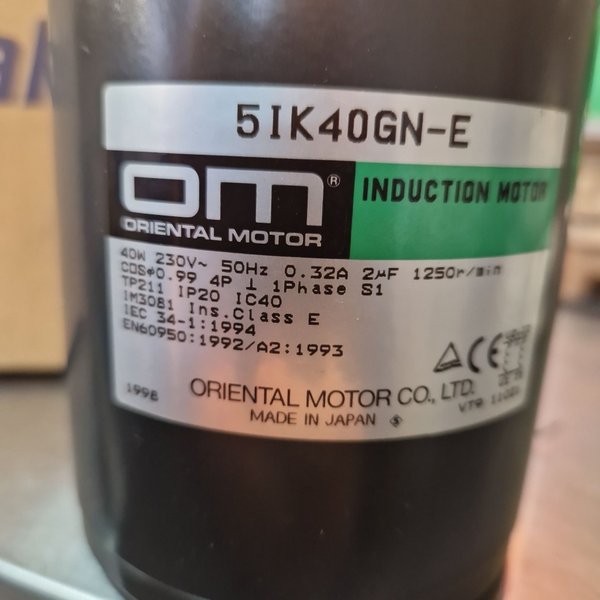 5IK40GN-E
om®
ORIENTAL MOTOR
INDUCTION MOTOR
40W 230V~ 50Hz 0.32A 2μF 1250r/min
COSφ0.99 4P ⊥ 1Phase S1
TP211 IP20 IC40
IM3081 Ins.Class E
IEC 34-1:1994
EN60950:1992/A2:1993
CE
1998
ORIENTAL MOTOR CO., LTD.
MADE IN JAPAN S